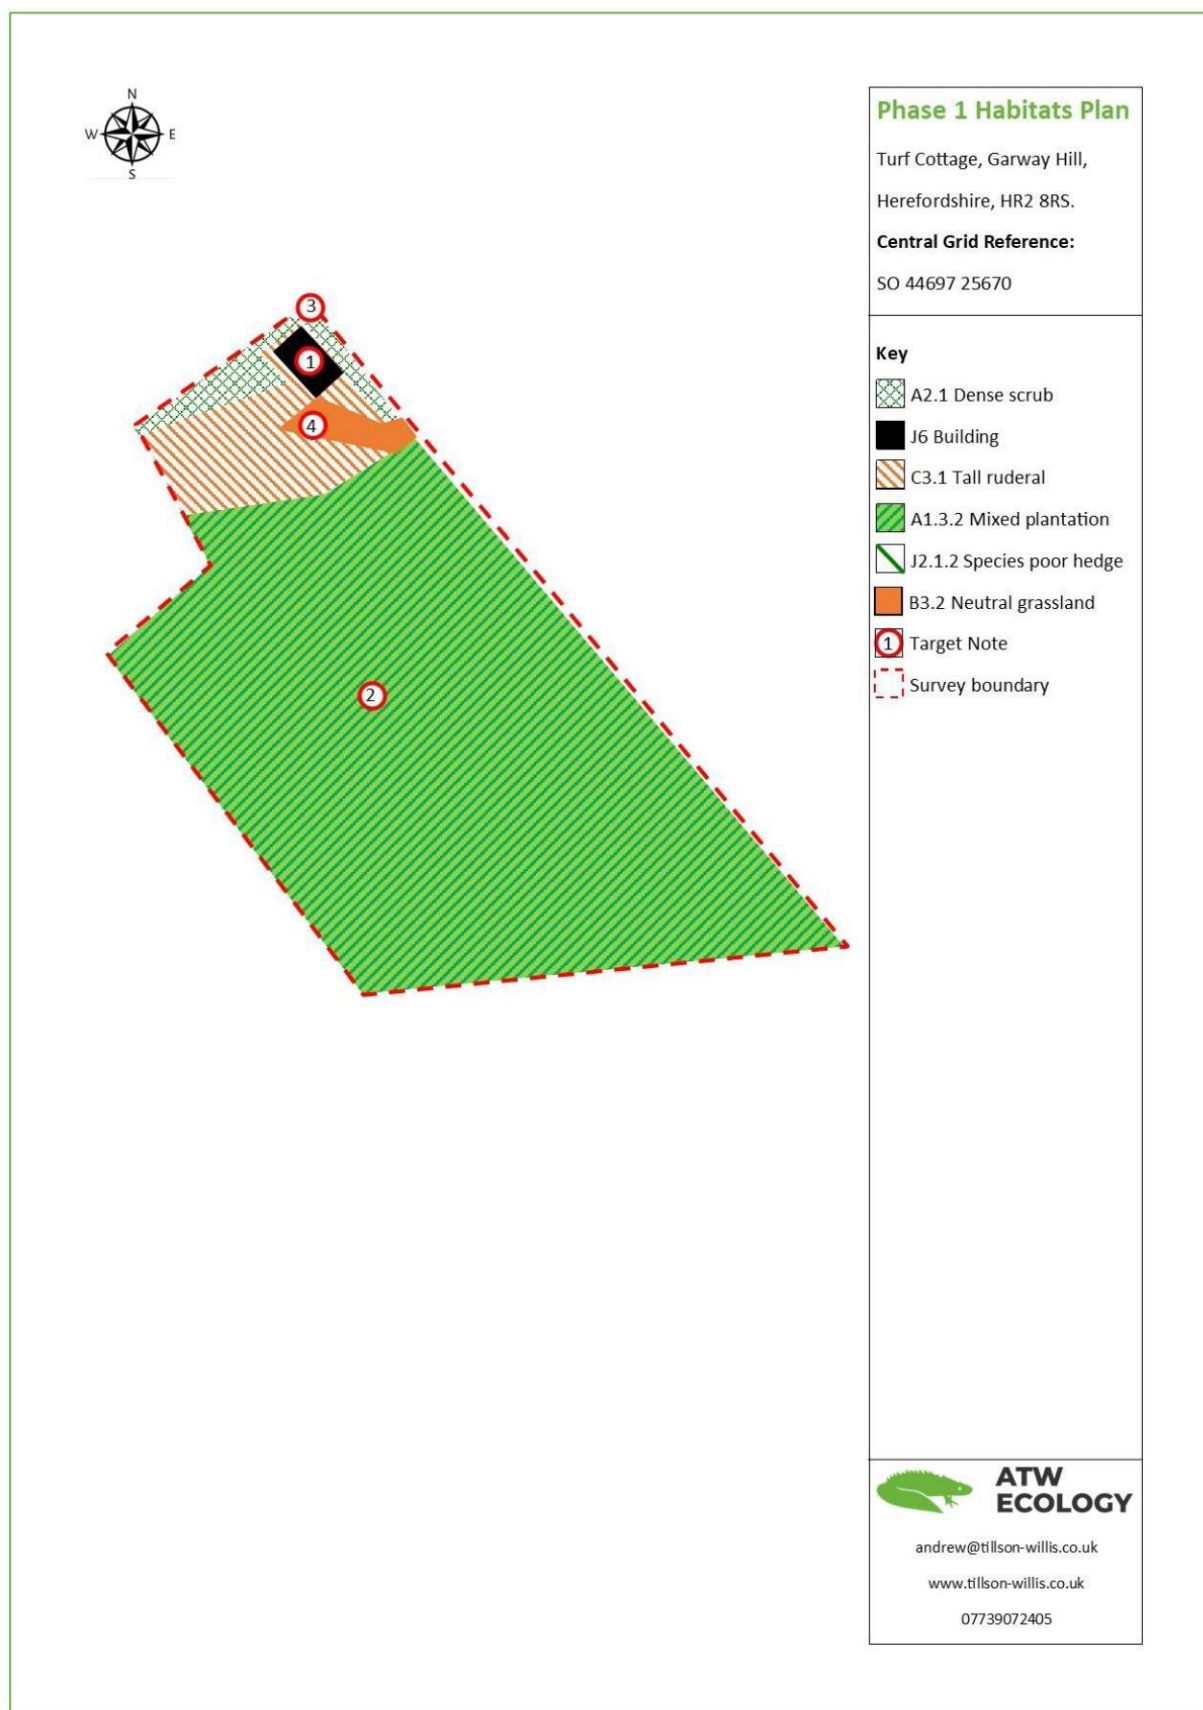 N
W E
S
3
1
4
2
Phase 1 Habitats Plan
Turf Cottage, Garway Hill,
Herefordshire, HR2 8RS.
Central Grid Reference:
SO 44697 25670
Key
A2.1 Dense scrub
J6 Building
C3.1 Tall ruderal
A1.3.2 Mixed plantation
J2.1.2 Species poor hedge
B3.2 Neutral grassland
1 Target Note
Survey boundary
ATW
ECOLOGY
andrew@tillson-willis.co.uk
www.tillson-willis.co.uk
07739072405